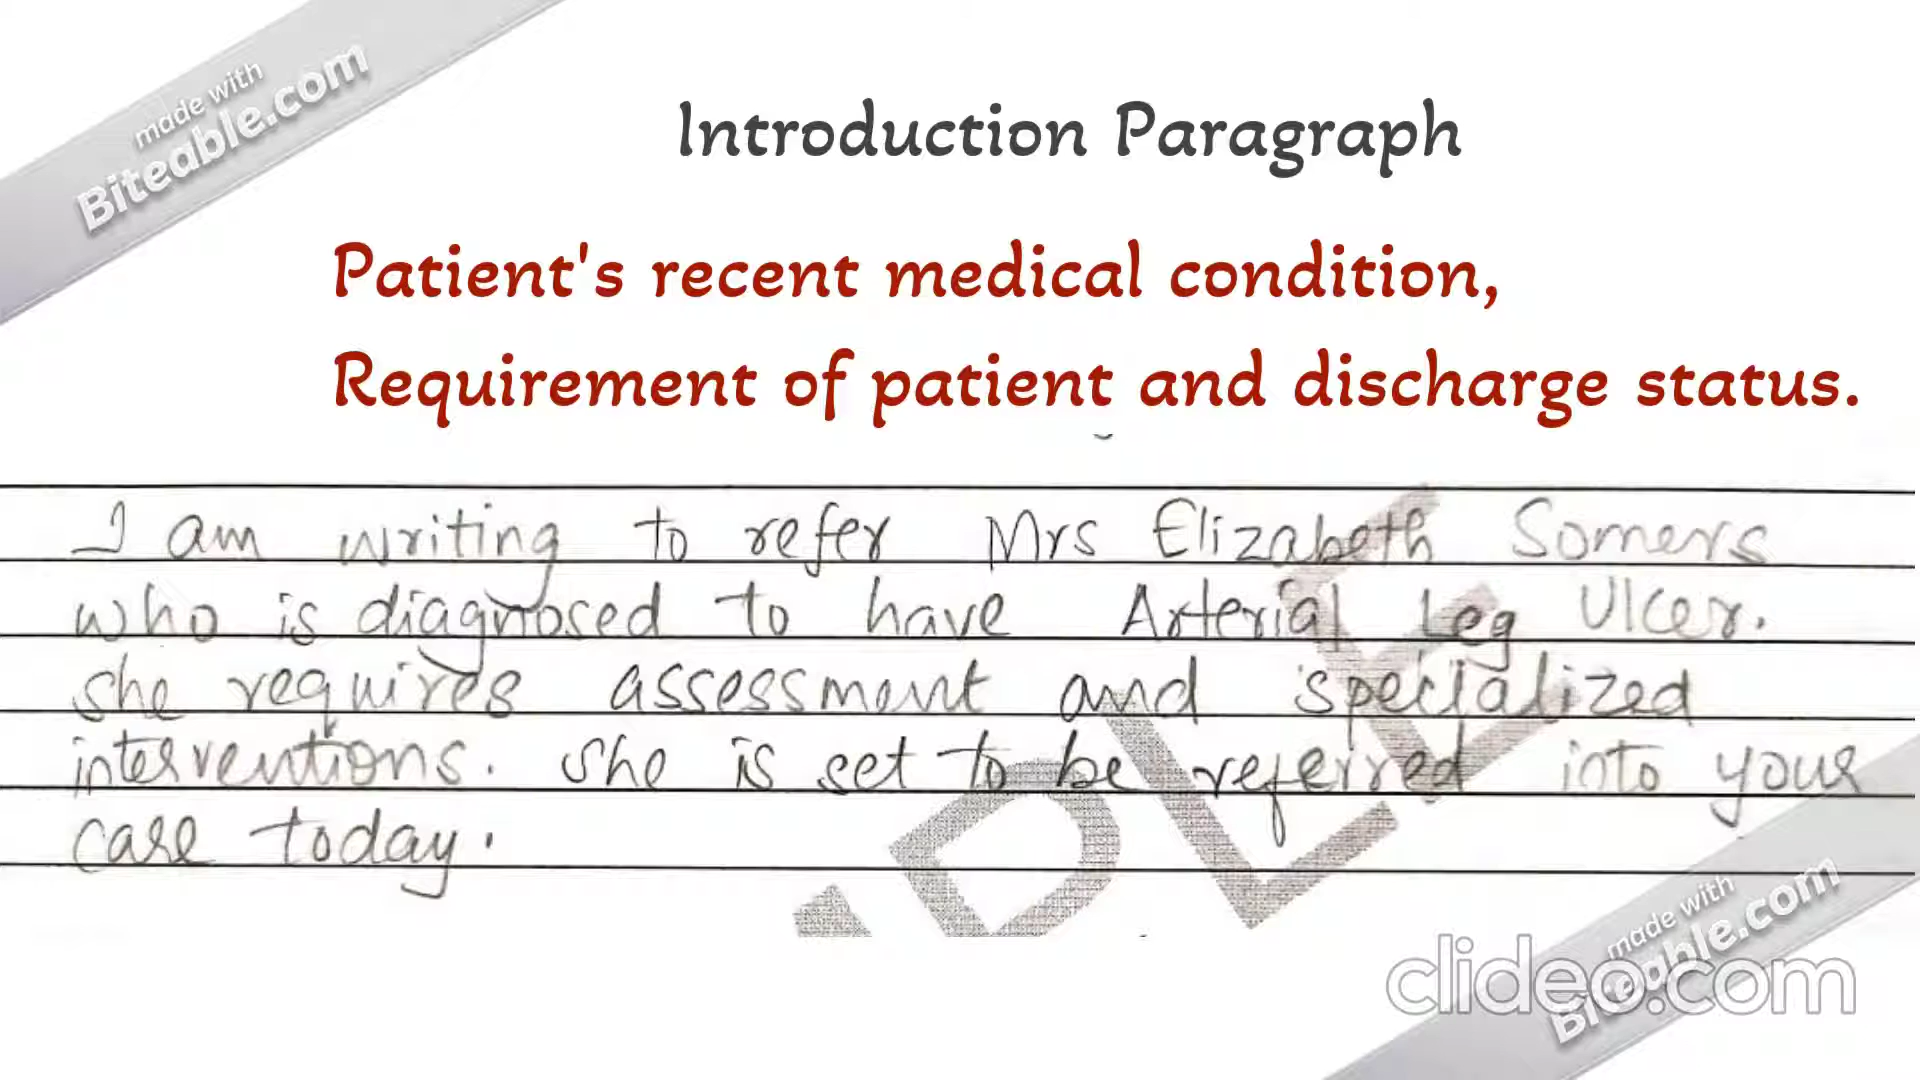 made with
Biteable.com
Introduction Paragraph
Patient's recent medical condition,
Requirement of patient and discharge status.
I am writing to refer Mrs Elizabeth Somers
who is diagnosed to have Arterial Leg Ulcer.
she requires assessment and specialized
interventions. She is set to be referred into your
care today.
made with
Biteable.com
clideo.com